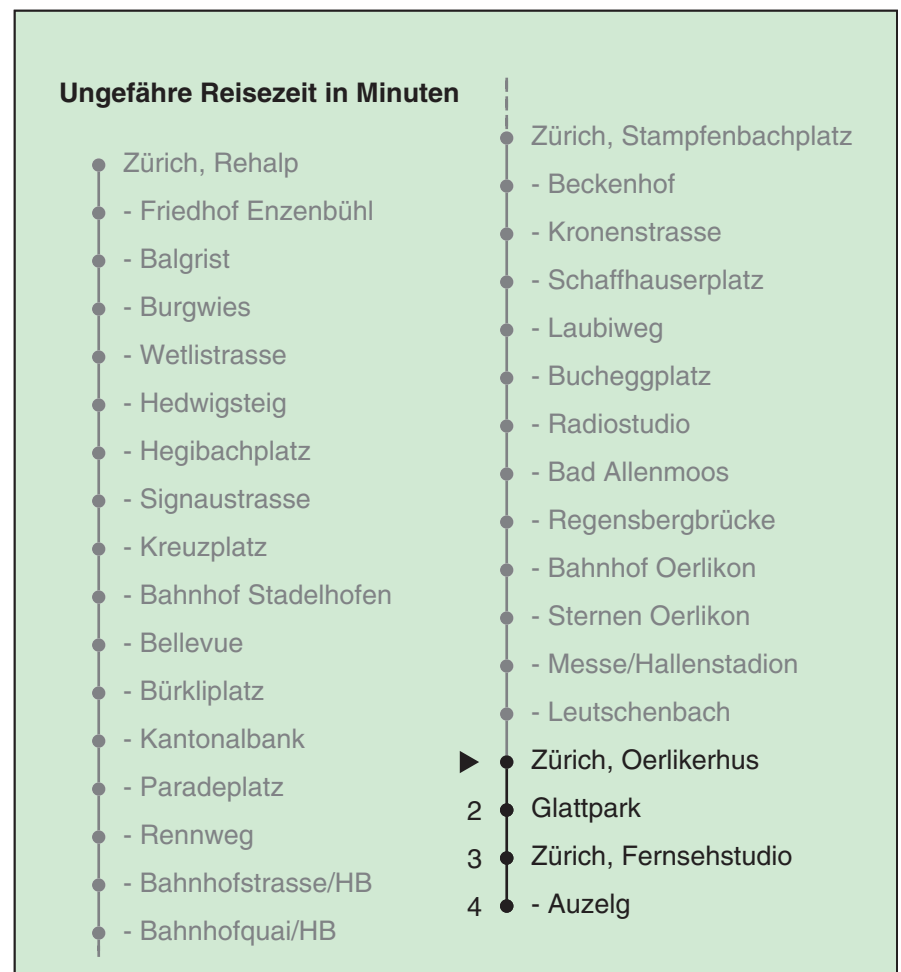 Ungefähre Reisezeit in Minuten
Zürich, Rehalp
- Friedhof Enzenbühl
- Balgrist
- Burgwies
- Wetlistrasse
- Hedwigsteig
- Hegibachplatz
- Signaustrasse
- Kreuzplatz
- Bahnhof Stadelhofen
- Bellevue
- Bürkliplatz
- Kantonalbank
- Paradeplatz
- Rennweg
- Bahnhofstrasse/HB
- Bahnhofquai/HB
Zürich, Stampfenbachplatz
- Beckenhof
- Kronenstrasse
- Schaffhauserplatz
- Laubiweg
- Bucheggplatz
- Radiostudio
- Bad Allenmoos
- Regensbergbrücke
- Bahnhof Oerlikon
- Sternen Oerlikon
- Messe/Hallenstadion
- Leutschenbach
Zürich, Oerlikerhus
2 Glattpark
3 Zürich, Fernsehstudio
4 - Auzelg